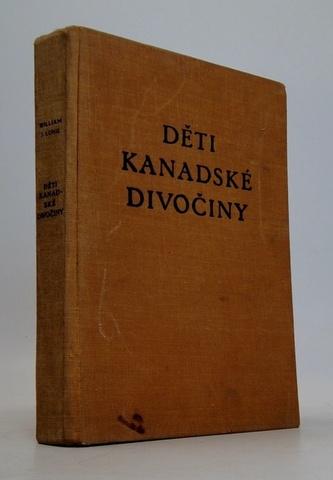 DĚTI
KANADSKÉ
DIVOČINY
WILLIAM
J. LONG
DĚTI
KANAD-
SKÉ
DIVOČINY